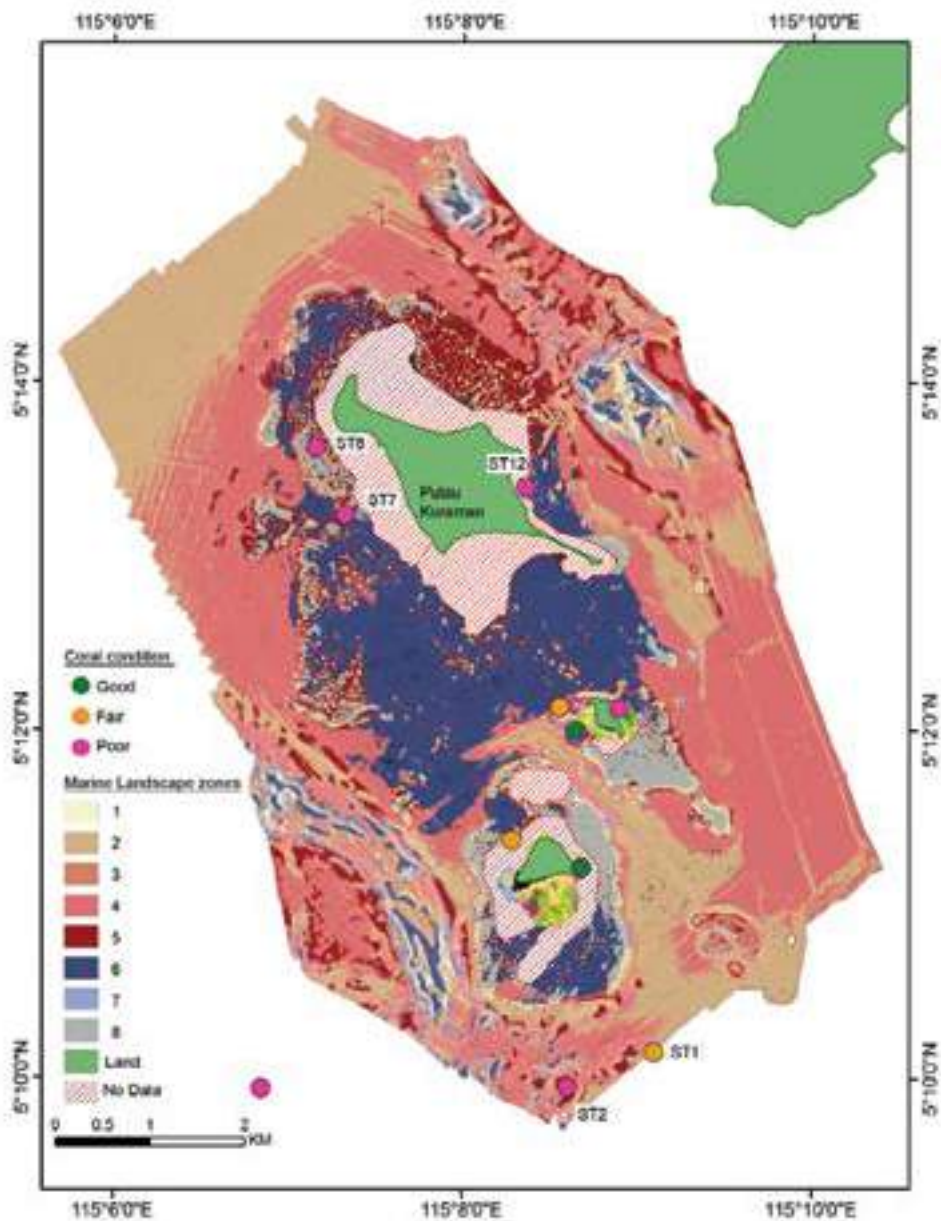 115°6'0"E 115°8'0"E 115°10'0"E
5°14'0"N 5°14'0"N
ST8
ST12
ST7
Pulau
Kuraman
Coral condition
Good
Fair
Poor
5°12'0"N 5°12'0"N
Marine Landscape zones
1
2
3
4
5
6
7
8
Land
No Data
ST1
5°10'0"N 5°10'0"N
ST2
0 0.5 1 2
KM
115°6'0"E 115°8'0"E 115°10'0"E